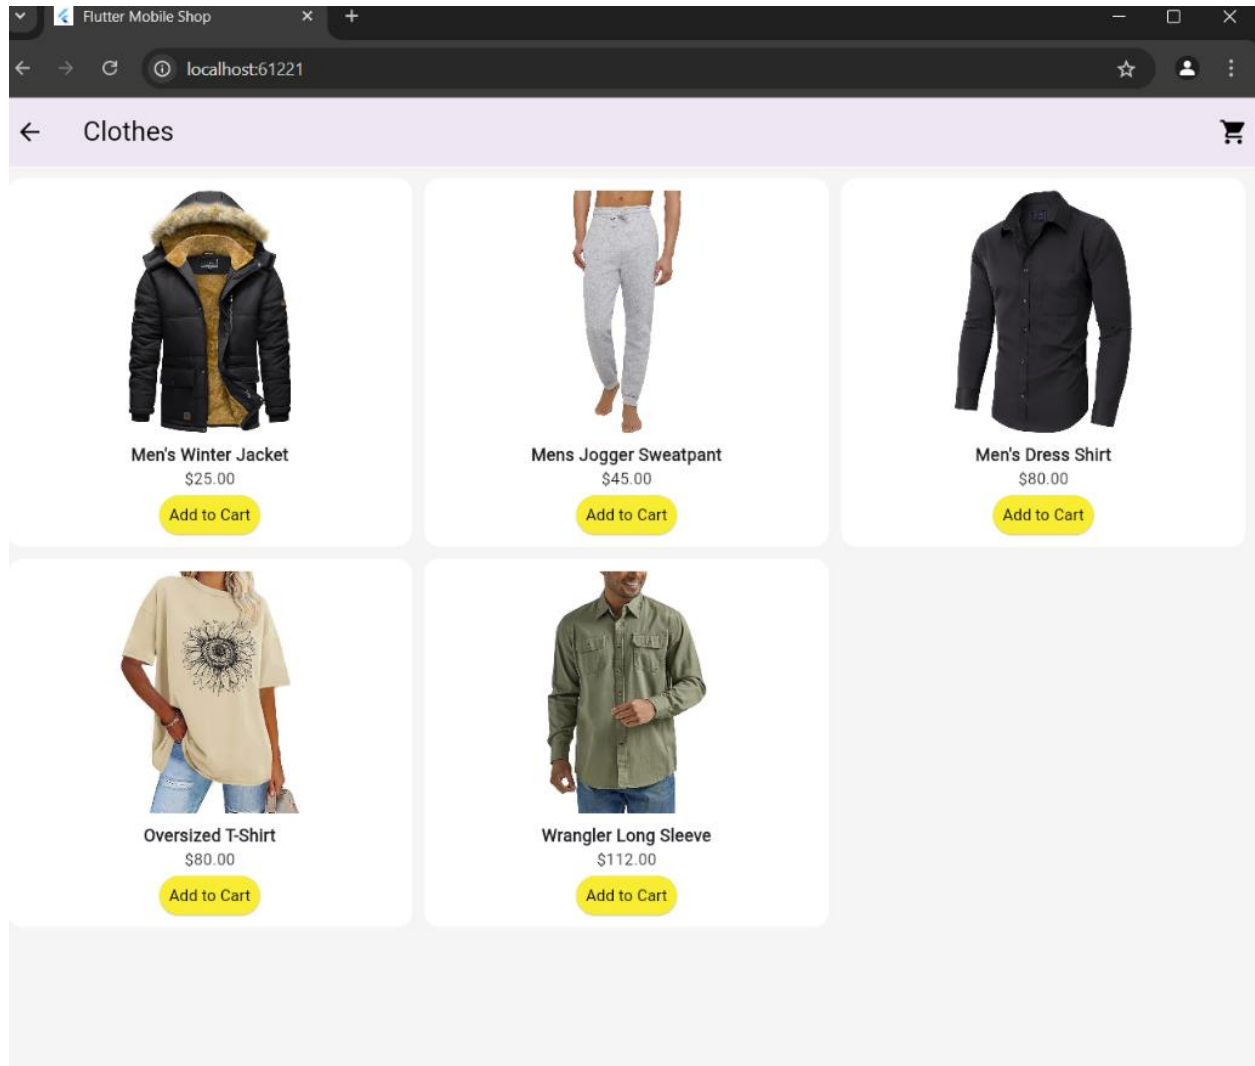 Flutter Mobile Shop
localhost:61221
Clothes
Men's Winter Jacket
$25.00
Add to Cart
Mens Jogger Sweatpant
$45.00
Add to Cart
Men's Dress Shirt
$80.00
Add to Cart
Oversized T-Shirt
$80.00
Add to Cart
Wrangler Long Sleeve
$112.00
Add to Cart